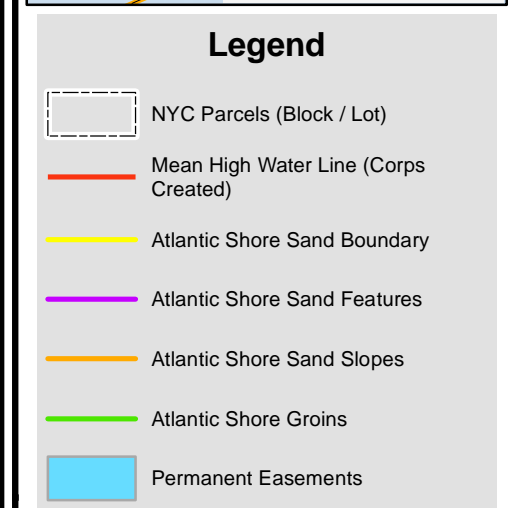 Legend
NYC Parcels (Block / Lot)
Mean High Water Line (Corps
Created)
Atlantic Shore Sand Boundary
Atlantic Shore Sand Features
Atlantic Shore Sand Slopes
Atlantic Shore Groins
Permanent Easements